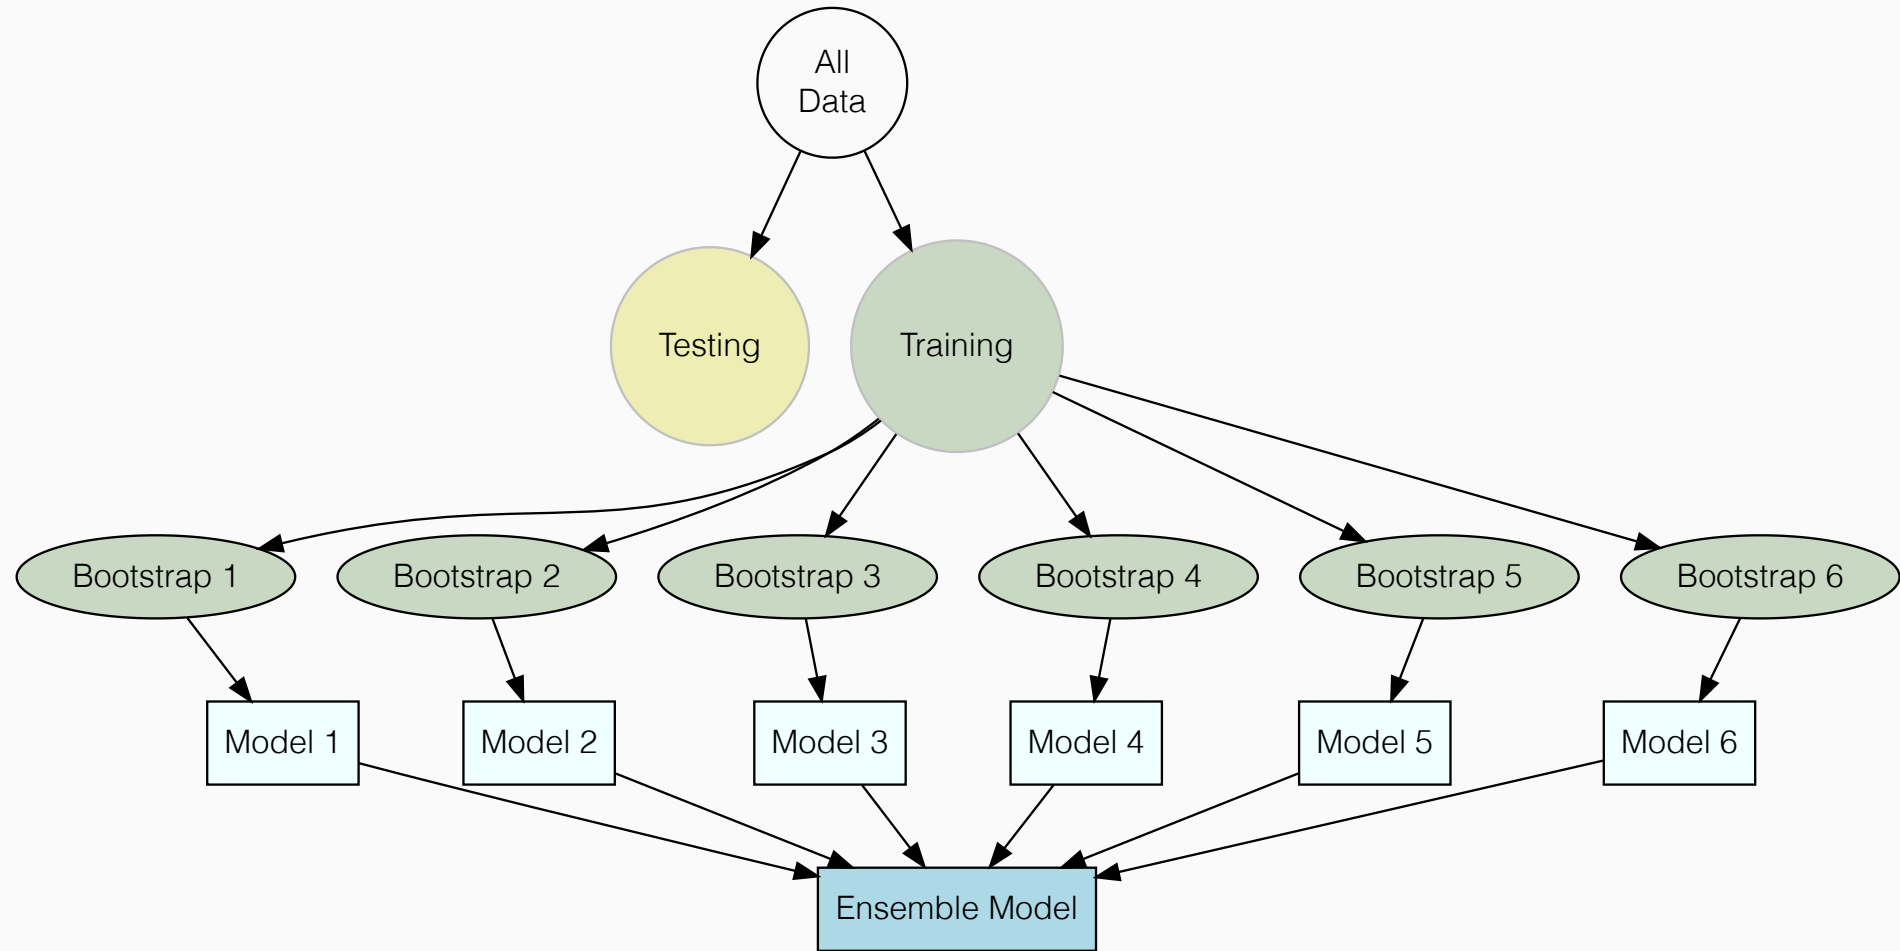 All
Data
Testing
Training
Bootstrap 1
Bootstrap 2
Bootstrap 3
Bootstrap 4
Bootstrap 5
Bootstrap 6
Model 1
Model 2
Model 3
Model 4
Model 5
Model 6
Ensemble Model